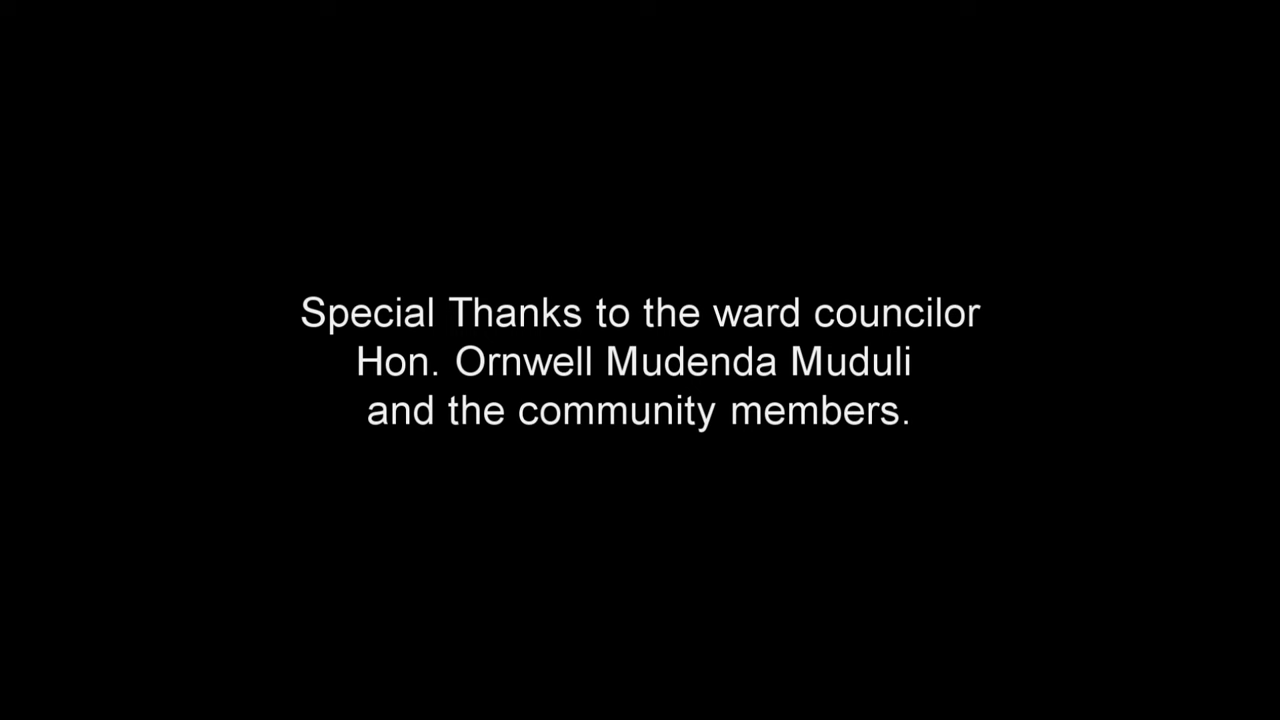 Special Thanks to the ward councilor
Hon. Ornwell Mudenda Muduli
and the community members.